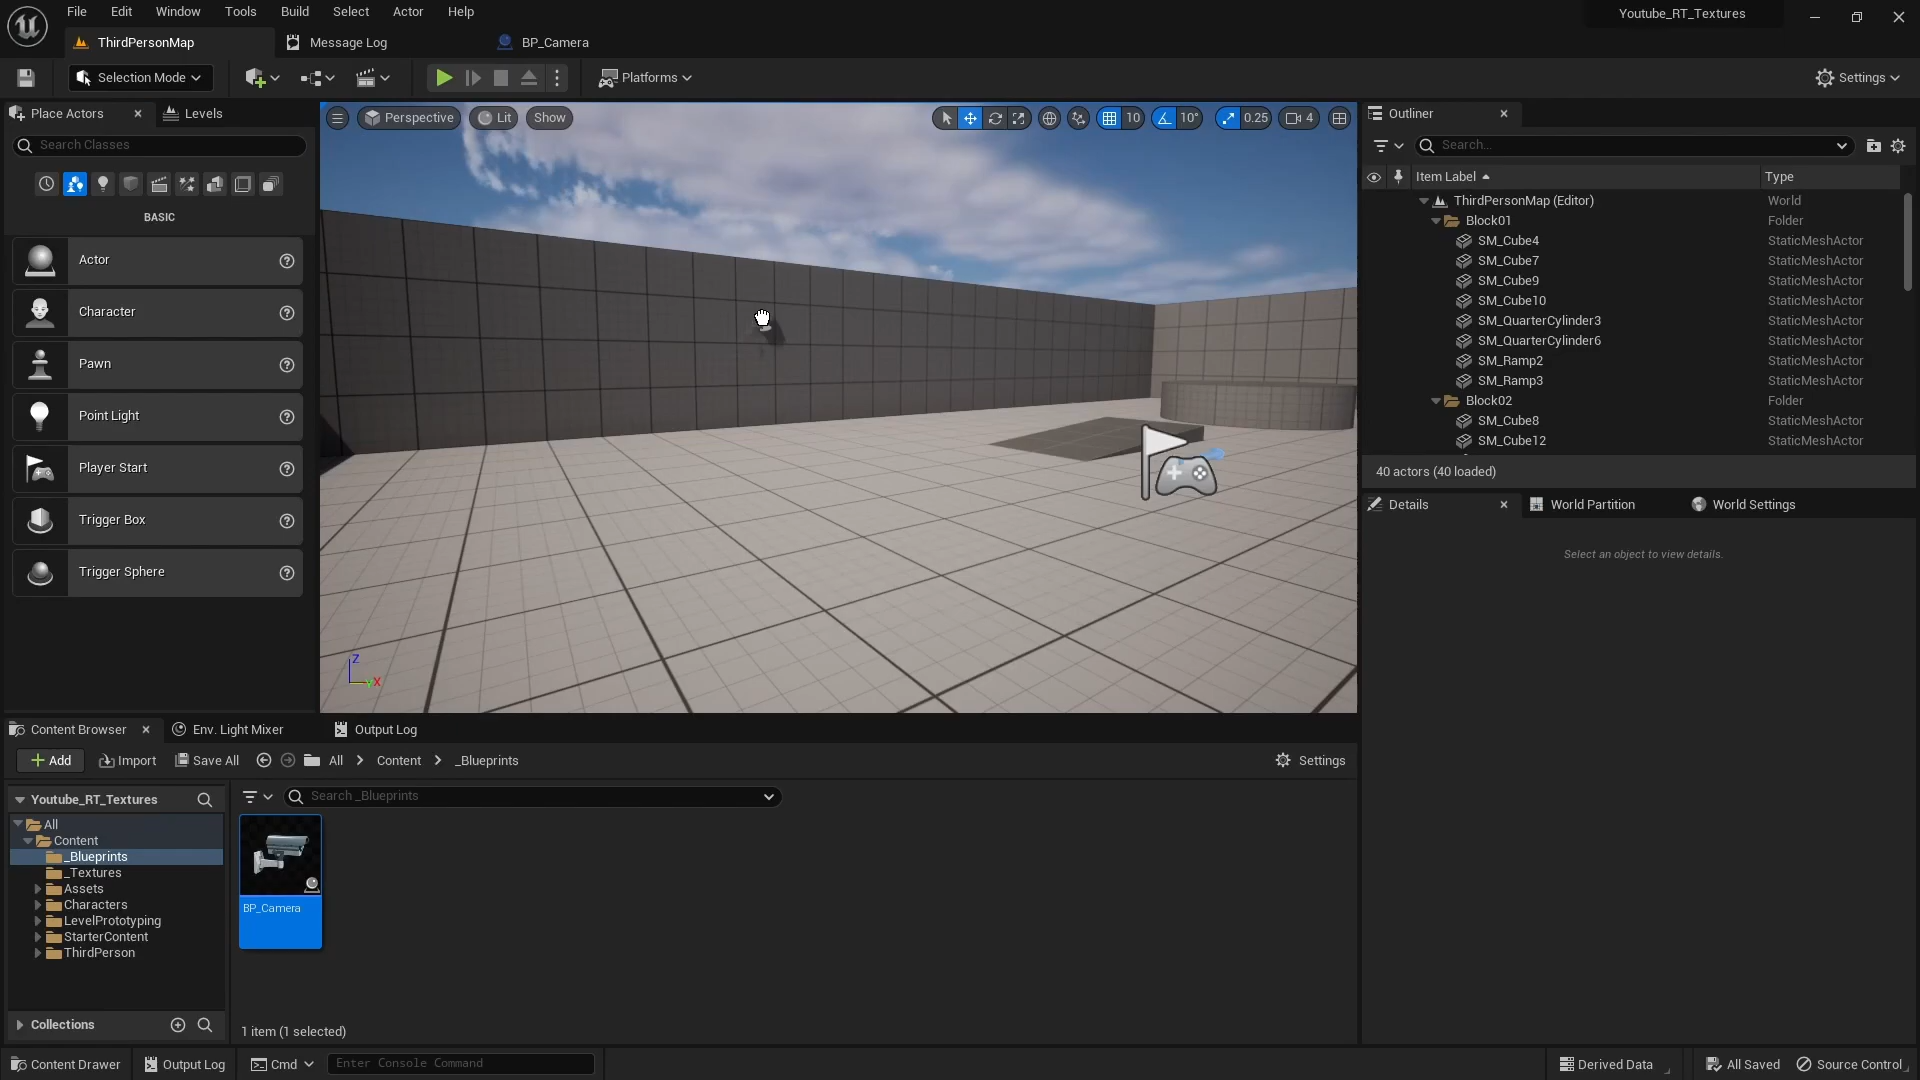 File Edit Window Tools Build Select Actor Help
Youtube_RT_Textures
ThirdPersonMap
Message Log
BP_Camera
Selection Mode
Platforms
Settings
Place Actors
Levels
Search Classes
BASIC
Actor
Character
Pawn
Point Light
Player Start
Trigger Box
Trigger Sphere
Perspective
Lit
Show
10
10°
0.25
4
Z
X
Outliner
Search...
Item Label
Type
ThirdPersonMap (Editor) World
Block01 Folder
SM_Cube4 StaticMeshActor
SM_Cube7 StaticMeshActor
SM_Cube9 StaticMeshActor
SM_Cube10 StaticMeshActor
SM_QuarterCylinder3 StaticMeshActor
SM_QuarterCylinder6 StaticMeshActor
SM_Ramp2 StaticMeshActor
SM_Ramp3 StaticMeshActor
Block02 Folder
SM_Cube8 StaticMeshActor
SM_Cube12 StaticMeshActor
40 actors (40 loaded)
Details
World Partition
World Settings
Select an object to view details.
Content Browser
Env. Light Mixer
Output Log
Add
Import
Save All
All
Content
_Blueprints
Settings
Youtube_RT_Textures
Search _Blueprints
All
Content
_Blueprints
_Textures
Assets
Characters
LevelPrototyping
StarterContent
ThirdPerson
BP_Camera
Collections
1 item (1 selected)
Content Drawer
Output Log
Cmd
Enter Console Command
Derived Data
All Saved
Source Control